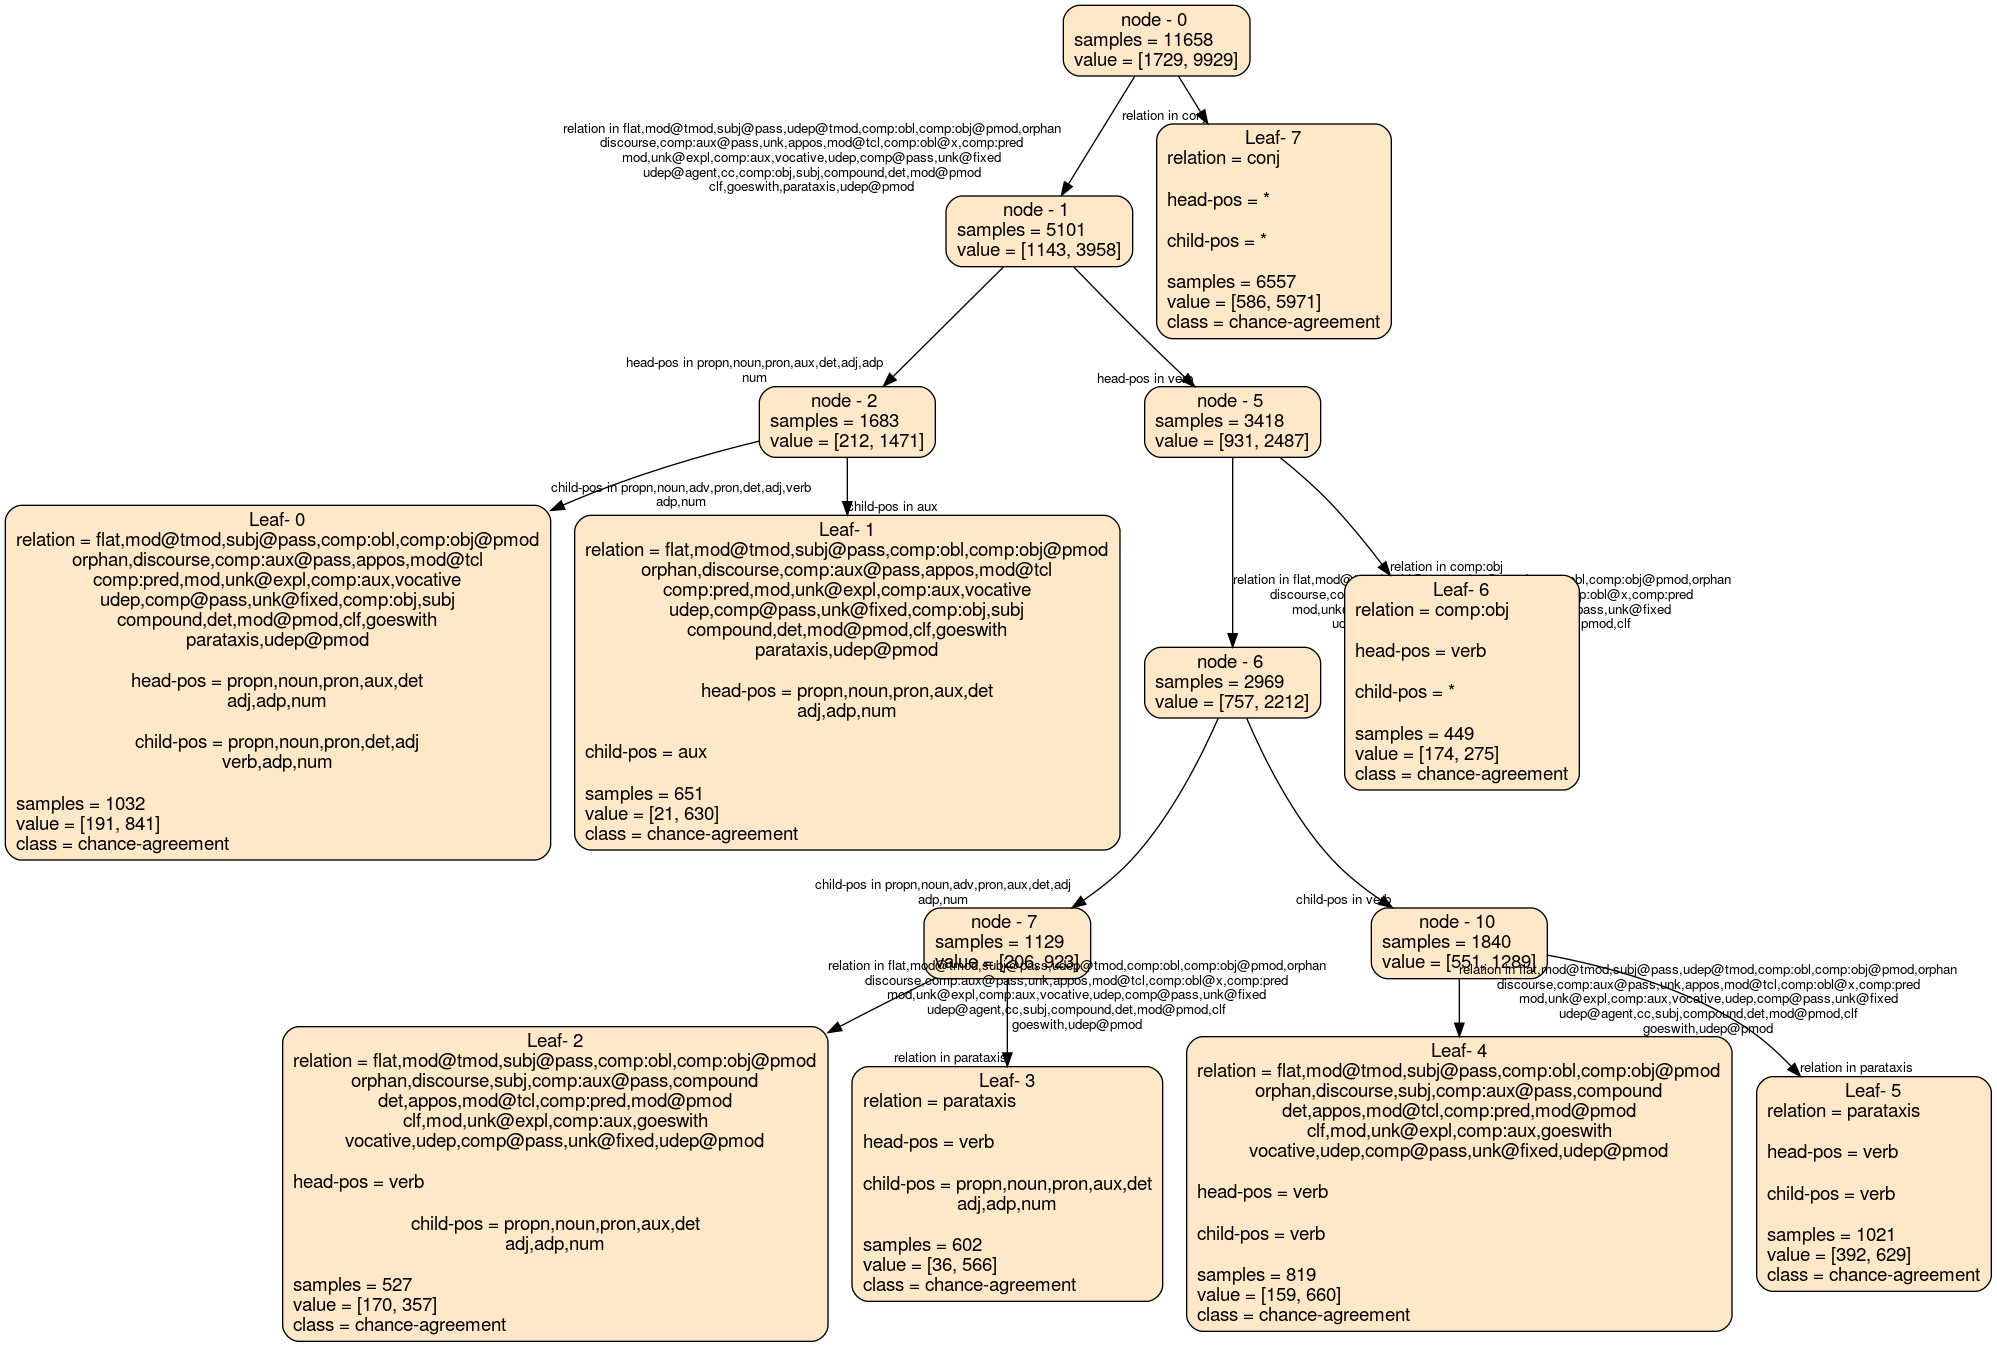 node - 0
samples = 11658
value = [1729, 9929]
relation in flat,mod@tmod,subj@pass,udep@tmod,comp:obl,comp:obj@pmod,orphan
discourse,comp:aux@pass,unk,appos,mod@tcl,comp:obl@x,comp:pred
mod,unk@expl,comp:aux,vocative,udep,comp@pass,unk@fixed
udep@agent,cc,comp:obj,subj,compound,det,mod@pmod
clf,goeswith,parataxis,udep@pmod
relation in conj
Leaf- 7
relation = conj
head-pos = *
child-pos = *
samples = 6557
value = [586, 5971]
class = chance-agreement
node - 1
samples = 5101
value = [1143, 3958]
head-pos in propn,noun,pron,aux,det,adj,adp
num
head-pos in verb
node - 2
samples = 1683
value = [212, 1471]
node - 5
samples = 3418
value = [931, 2487]
child-pos in propn,noun,adv,pron,det,adj,verb
adp,num
child-pos in aux
Leaf- 0
relation = flat,mod@tmod,subj@pass,comp:obl,comp:obj@pmod
orphan,discourse,comp:aux@pass,appos,mod@tcl
comp:pred,mod,unk@expl,comp:aux,vocative
udep,comp@pass,unk@fixed,comp:obj,subj
compound,det,mod@pmod,clf,goeswith
parataxis,udep@pmod
head-pos = propn,noun,pron,aux,det
adj,adp,num
child-pos = propn,noun,pron,det,adj
verb,adp,num
samples = 1032
value = [191, 841]
class = chance-agreement
Leaf- 1
relation = flat,mod@tmod,subj@pass,comp:obl,comp:obj@pmod
orphan,discourse,comp:aux@pass,appos,mod@tcl
comp:pred,mod,unk@expl,comp:aux,vocative
udep,comp@pass,unk@fixed,comp:obj,subj
compound,det,mod@pmod,clf,goeswith
parataxis,udep@pmod
head-pos = propn,noun,pron,aux,det
adj,adp,num
child-pos = aux
samples = 651
value = [21, 630]
class = chance-agreement
relation in comp:obj
relation in obl,comp:obj@pmod,orphan
comp:pred
unk@fixed
pmod,clf
Leaf- 6
relation = comp:obj
head-pos = verb
child-pos = *
samples = 449
value = [174, 275]
class = chance-agreement
node - 6
samples = 2969
value = [757, 2212]
child-pos in propn,noun,adv,pron,aux,det,adj
adp,num
child-pos in verb
node - 7
samples = 1129
value = [206, 923]
node - 10
samples = 1840
value = [551, 1289]
relation in flat,mod@tmod,subj@pass,udep@tmod,comp:obl,comp:obj@pmod,orphan
discourse,comp:aux@pass,unk,appos,mod@tcl,comp:obl@x,comp:pred
mod,unk@expl,comp:aux,vocative,udep,comp@pass,unk@fixed
udep@agent,cc,subj,compound,det,mod@pmod,clf
goeswith,udep@pmod
relation in parataxis
relation in flat,mod@tmod,subj@pass,udep@tmod,comp:obl,comp:obj@pmod,orphan
discourse,comp:aux@pass,unk,appos,mod@tcl,comp:obl@x,comp:pred
mod,unk@expl,comp:aux,vocative,udep,comp@pass,unk@fixed
udep@agent,cc,subj,compound,det,mod@pmod,clf
goeswith,udep@pmod
relation in parataxis
Leaf- 2
relation = flat,mod@tmod,subj@pass,comp:obl,comp:obj@pmod
orphan,discourse,subj,comp:aux@pass,compound
det,appos,mod@tcl,comp:pred,mod@pmod
clf,mod,unk@expl,comp:aux,goeswith
vocative,udep,comp@pass,unk@fixed,udep@pmod
head-pos = verb
child-pos = propn,noun,pron,aux,det
adj,adp,num
samples = 527
value = [170, 357]
class = chance-agreement
Leaf- 3
relation = parataxis
head-pos = verb
child-pos = propn,noun,pron,aux,det
adj,adp,num
samples = 602
value = [36, 566]
class = chance-agreement
Leaf- 4
relation = flat,mod@tmod,subj@pass,comp:obl,comp:obj@pmod
orphan,discourse,subj,comp:aux@pass,compound
det,appos,mod@tcl,comp:pred,mod@pmod
clf,mod,unk@expl,comp:aux,goeswith
vocative,udep,comp@pass,unk@fixed,udep@pmod
head-pos = verb
child-pos = verb
samples = 819
value = [159, 660]
class = chance-agreement
Leaf- 5
relation = parataxis
head-pos = verb
child-pos = verb
samples = 1021
value = [392, 629]
class = chance-agreement